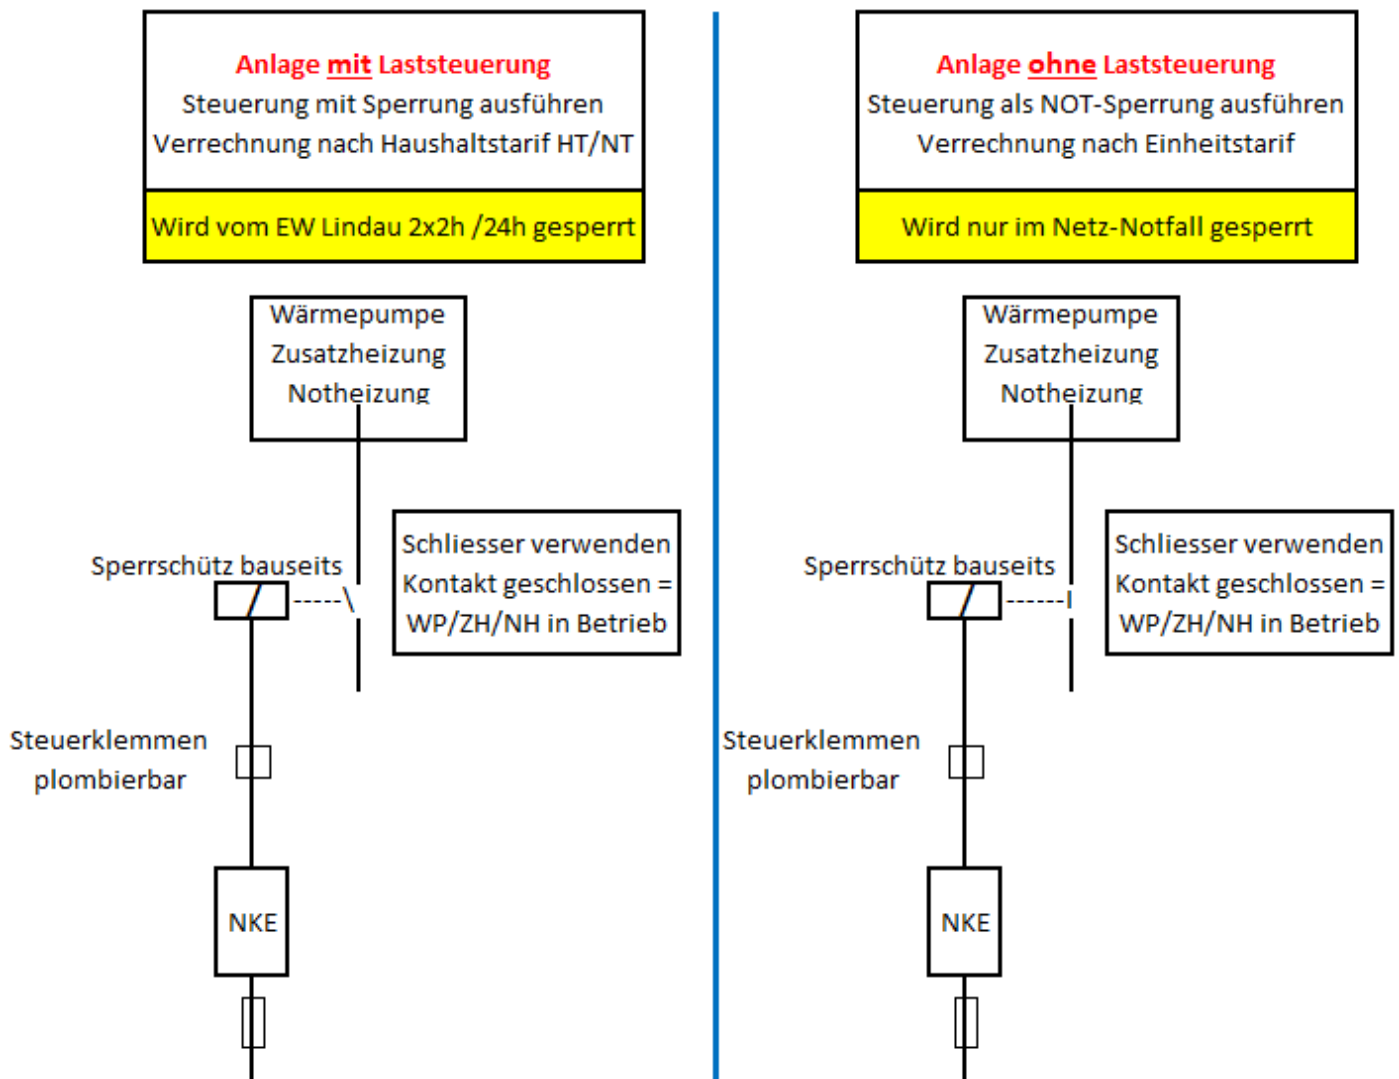 Anlage mit Laststeuerung
Steuerung mit Sperrung ausführen
Verrechnung nach Haushaltstarif HT/NT
Wird vom EW Lindau 2x2h /24h gesperrt
Wärmepumpe
Zusatzheizung
Notheizung
Sperrschütz bauseits
Schliesser verwenden
Kontakt geschlossen =
WP/ZH/NH in Betrieb
Steuerklemmen
plombierbar
NKE
Anlage ohne Laststeuerung
Steuerung als NOT-Sperrung ausführen
Verrechnung nach Einheitstarif
Wird nur im Netz-Notfall gesperrt
Wärmepumpe
Zusatzheizung
Notheizung
Sperrschütz bauseits
Schliesser verwenden
Kontakt geschlossen =
WP/ZH/NH in Betrieb
Steuerklemmen
plombierbar
NKE